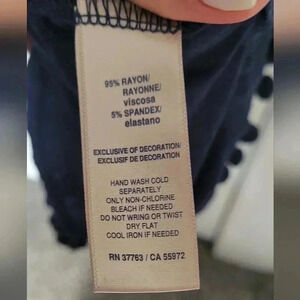 95% RAYON/
RAYONNE/
viscosa
5% SPANDEX/
elastano
EXCLUSIVE OF DECORATION/
EXCLUSIF DE DECORATION
HAND WASH COLD
SEPARATELY
ONLY NON-CHLORINE
BLEACH IF NEEDED
DO NOT WRING OR TWIST
DRY FLAT
COOL IRON IF NEEDED
RN 37763 / CA 55972